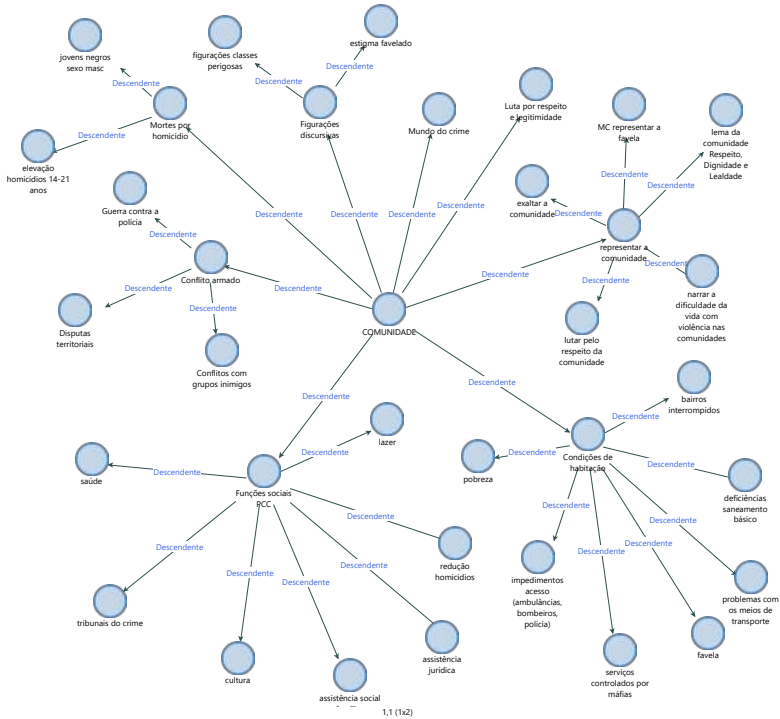 estigma favelado
jovens negros
sexo masc
figurações classes
perigosas
Descendente
Descendente
Descendente
Descendente
Mortes por
homicídio
Figurações
discursivas
Mundo do crime
Luta por respeito
e legitimidade
MC representar a
favela
lema da
comunidade
Respeito,
Dignidade e
Lealdade
Descendente
elevação
homicídios 14-21
anos
Descendente
Descendente
Guerra contra a
polícia
exaltar a
comunidade
Descendente
Descendente
Descendente
Descendente
Descendente
Descendente
representar a
comunidade
Descendente
Conflito armado
Descendente
Descendente
Descendente
Descendente
narrar a
dificuldade da
vida com
violência nas
comunidades
Descendente
Disputas
territoriais
COMUNIDADE
lutar pelo
respeito da
comunidade
Conflitos com
grupos inimigos
Descendente
Descendente
bairros
interrompidos
Descendente
lazer
Descendente
Descendente
Condições de
habitação
Descendente
saúde
Descendente
pobreza
Funções sociais
PCC
deficiências
saneamento
básico
Descendente
Descendente
Descendente
Descendente
Descendente
Descendente
redução
homicidios
Descendente
impedimentos
acesso
(ambulâncias,
bombeiros,
polícia)
Descendente
Descendente
problemas com
os meios de
transporte
tribunais do crime
favela
assistência
jurídica
serviços
controlados por
máfias
cultura
assistência social
1,1 (1x2)